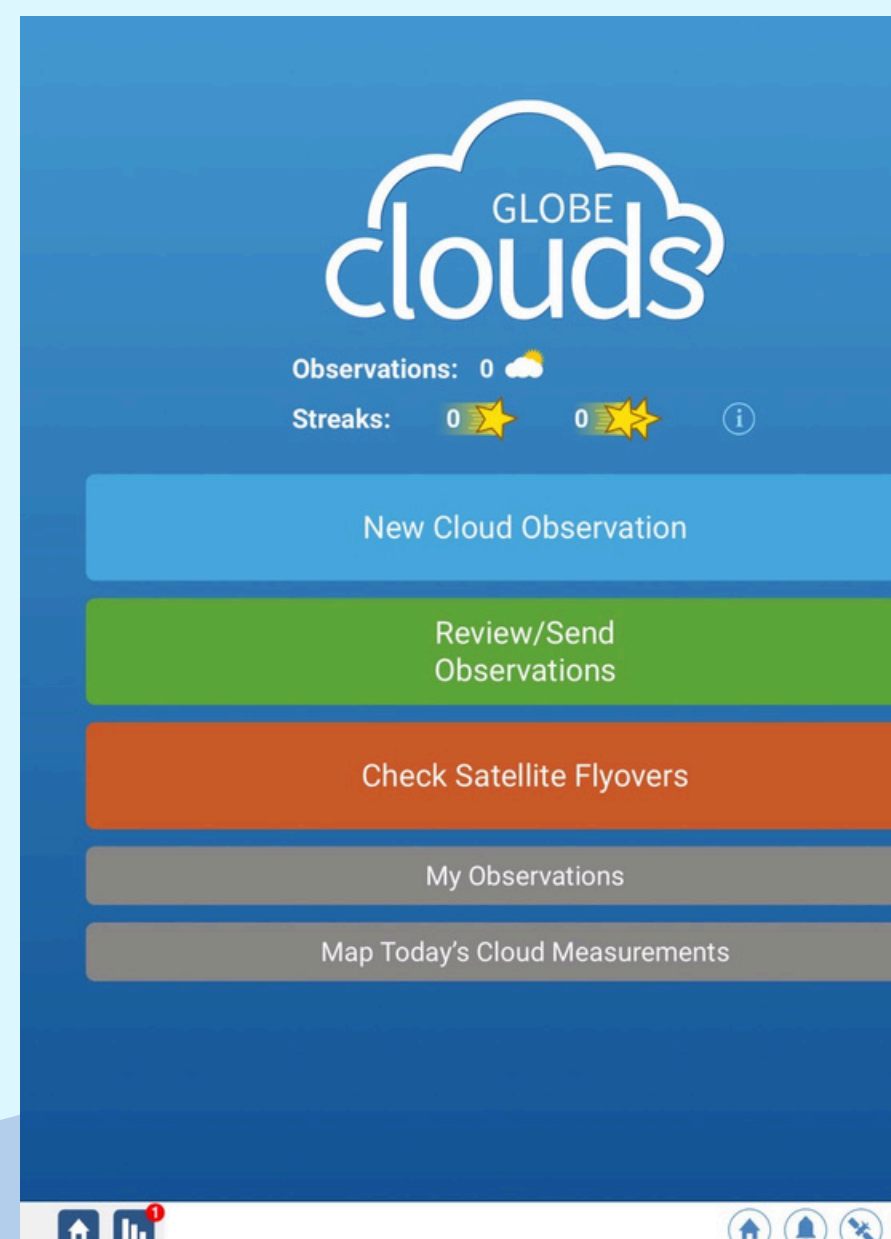 GLOBE
clouds
Observations: 0
Streaks: 0 0
i
New Cloud Observation
Review/Send
Observations
Check Satellite Flyovers
My Observations
Map Today's Cloud Measurements
1